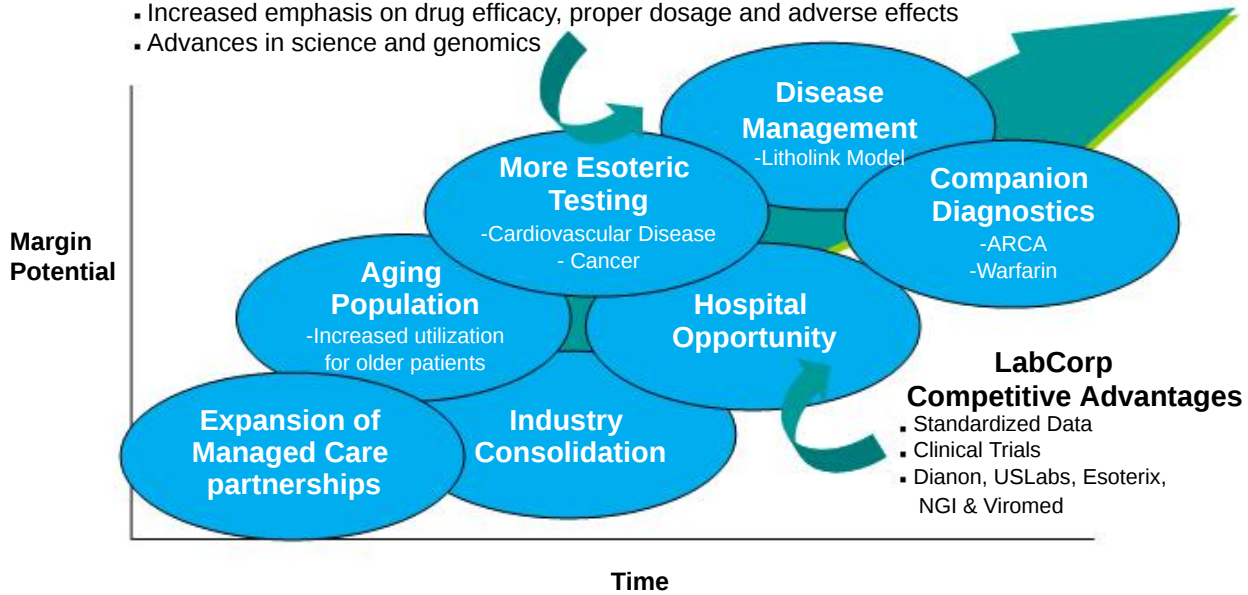 ▪ Increased emphasis on drug efficacy, proper dosage and adverse effects
▪ Advances in science and genomics
Disease
Management
-Litholink Model
More Esoteric
Testing
-Cardiovascular Disease
- Cancer
Companion
Diagnostics
-ARCA
-Warfarin
Margin
Potential
Aging
Population
-Increased utilization
for older patients
Hospital
Opportunity
LabCorp
Competitive Advantages
▪ Standardized Data
▪ Clinical Trials
▪ Dianon, USLabs, Esoterix,
NGI & Viromed
Expansion of
Managed Care
partnerships
Industry
Consolidation
Time